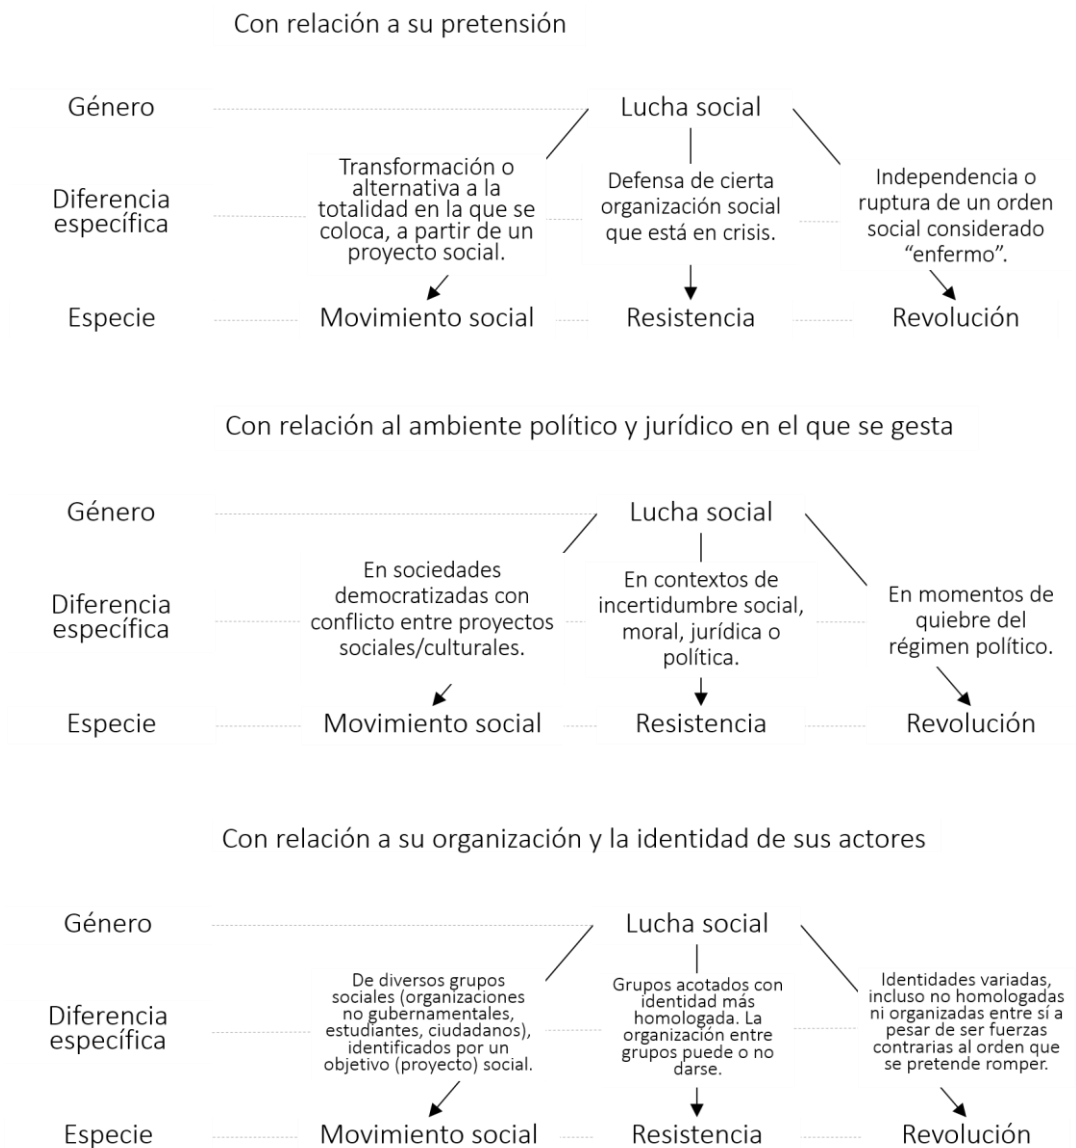 Con relación a su pretensión
Género
Lucha social
Diferencia
específica
Transformación o
alternativa a la
totalidad en la que se
coloca, a partir de un
proyecto social.
Defensa de cierta
organización social
que está en crisis.
Independencia o
ruptura de un orden
social considerado
“enfermo”.
Especie
Movimiento social
Resistencia
Revolución
Con relación al ambiente político y jurídico en el que se gesta
Género
Lucha social
Diferencia
específica
En sociedades
democratizadas con
conflicto entre proyectos
sociales/culturales.
En contextos de
incertidumbre social,
moral, jurídica o
política.
En momentos de
quiebre del
régimen político.
Especie
Movimiento social
Resistencia
Revolución
Con relación a su organización y la identidad de sus actores
Género
Lucha social
Diferencia
específica
De diversos grupos
sociales (organizaciones
no gubernamentales,
estudiantes, ciudadanos),
identificados por un
objetivo (proyecto) social.
Grupos acotados con
identidad más
homologada. La
organización entre
grupos puede o no
darse.
Identidades variadas,
incluso no homologadas
ni organizadas entre sí a
pesar de ser fuerzas
contrarias al orden que
se pretende romper.
Especie
Movimiento social
Resistencia
Revolución